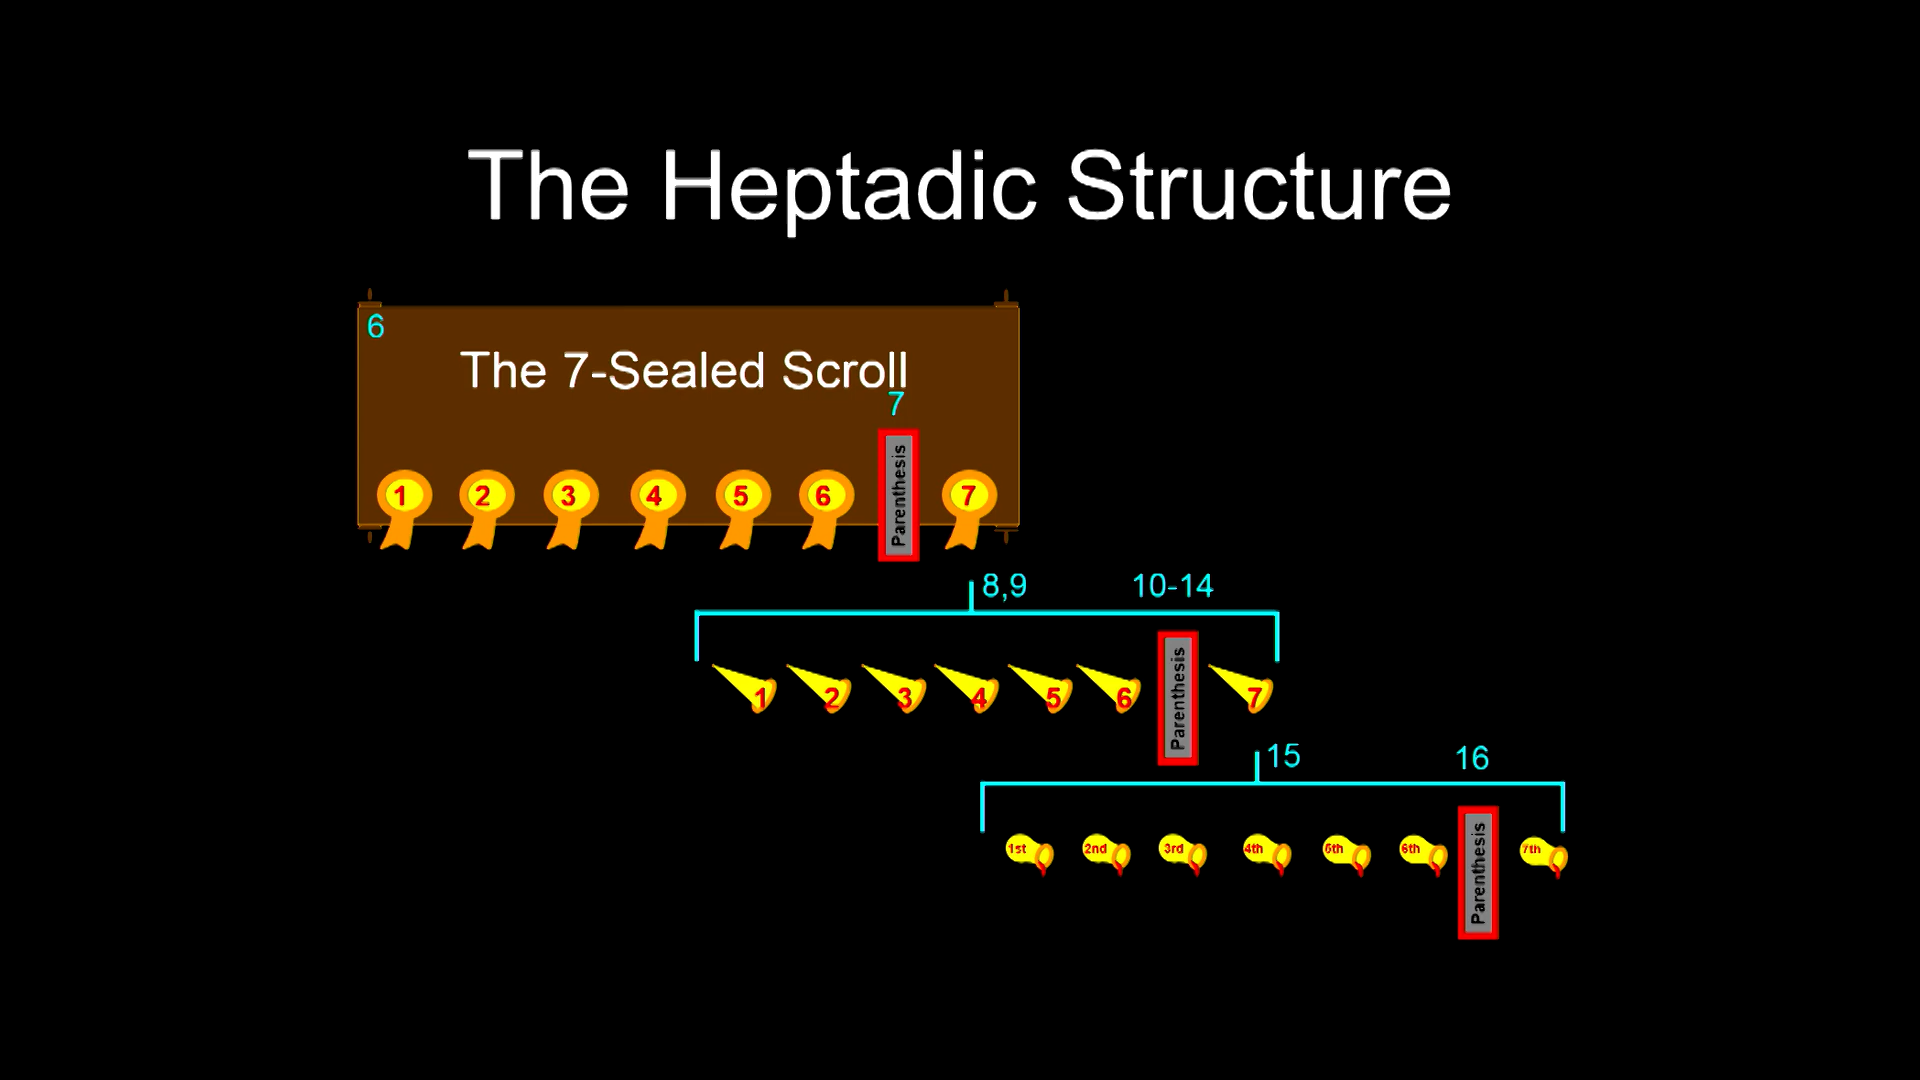 The Heptadic Structure
6
The 7-Sealed Scroll
7
1 2 3 4 5 6 Parenthesis 7
8,9 10-14
1 2 3 4 5 6 Parenthesis 7
15 16
1st 2nd 3rd 4th 5th 6th Parenthesis 7th